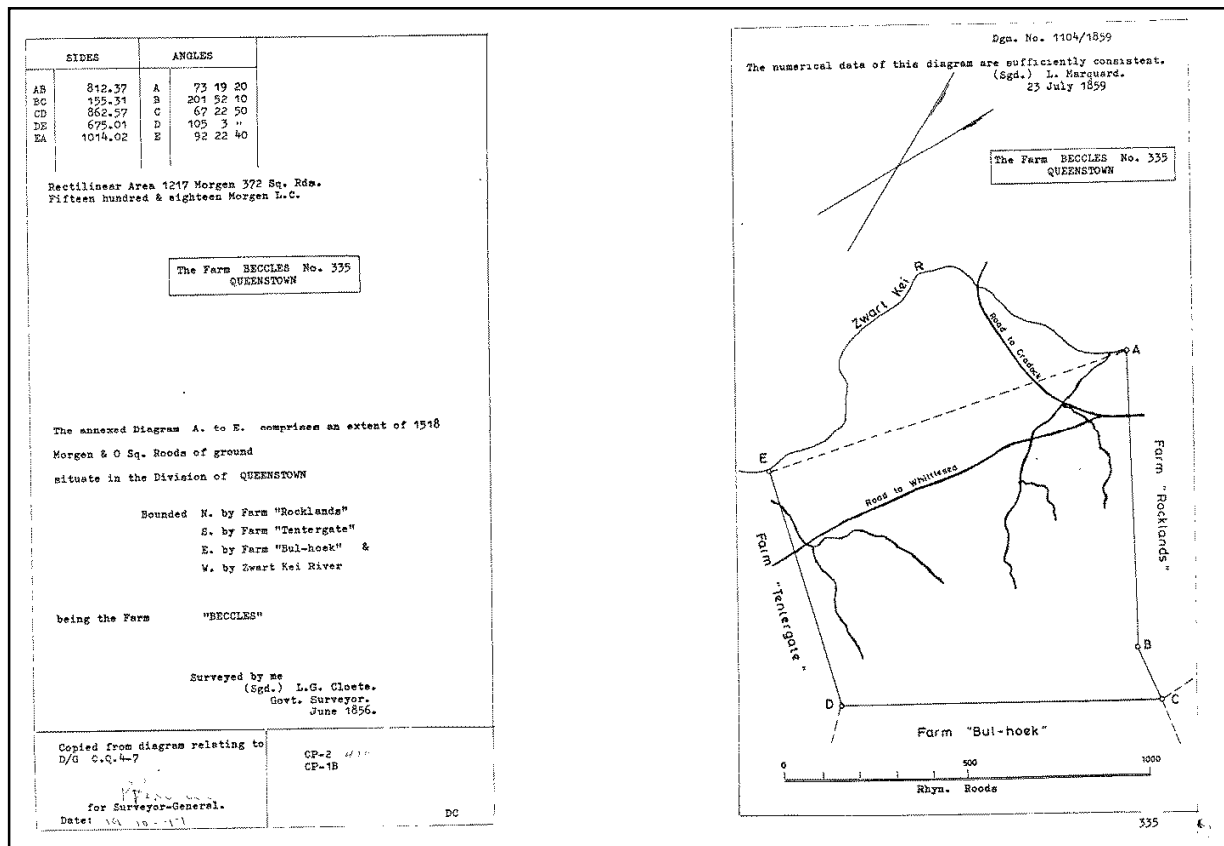 SIDES ANGLES
AB 812.37 A 73 19 20
BC 155.31 B 201 52 10
CD 862.57 C 67 22 50
DE 675.01 D 105 3 "
EA 1014.02 E 92 22 40
Rectilinear Area 1217 Morgen 372 Sq. Rds.
Fifteen hundred & eighteen Morgen L.C.
The Farm BECCLES No. 335
QUEENSTOWN
The annexed Diagram A. to E. comprises an extent of 1518
Morgen & 0 Sq. Roods of ground
situate in the Division of QUEENSTOWN
Bounded N. by Farm "Rocklands"
S. by Farm "Tentergate"
E. by Farm "Bul-hoek" &
W. by Zwart Kei River
being the Farm "BECCLES"
Surveyed by me
(Sgd.) L.G. Cloete.
Govt. Surveyor.
June 1856.
Copied from diagram relating to
D/G C.Q.4-7
for Surveyor-General.
Date:
CP-2
CP-1B
DC
Dgm. No. 1104/1859
The numerical data of this diagram are sufficiently consistent.
(Sgd.) L. Marquard.
23 July 1859
The Farm BECCLES No. 335
QUEENSTOWN
Zwart Kei R
Road to Cradock
A
E
Road to Whittlesea
Farm "Rocklands"
Farm "Tentergate"
B
C
D
Farm "Bul-hoek"
0 500 1000
Rhyn. Roods
335